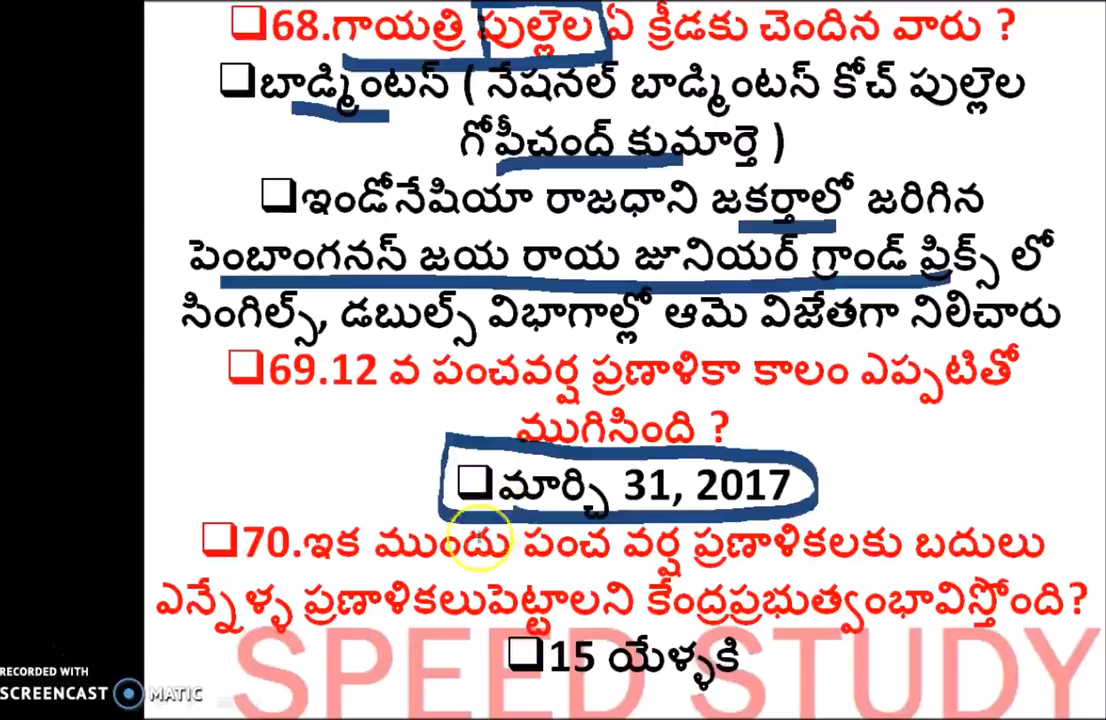 ❑68.గాయత్రి పుల్లెల ఏ క్రీడకు చెందిన వారు ?
❑బాడ్మింటన్ ( నేషనల్ బాడ్మింటన్ కోచ్ పుల్లెల
గోపీచంద్ కుమార్తె )
❑ఇండోనేషియా రాజధాని జకర్తాలో జరిగిన
పెంబాంగనన్ జయ రాయ జూనియర్ గ్రాండ్ ప్రిక్స్ లో
సింగిల్స్, డబుల్స్ విభాగాల్లో ఆమె విజేతగా నిలిచారు
❑69.12 వ పంచవర్ష ప్రణాళికా కాలం ఎప్పటితో
ముగిసింది ?
❑మార్చి 31, 2017
❑70.ఇక ముందు పంచ వర్ష ప్రణాళికలకు బదులు
ఎన్నేళ్ళ ప్రణాళికలుపెట్టాలని కేంద్రప్రభుత్వంభావిస్తోంది?
❑15 యేళ్ళకి
SPEED STUDY
RECORDED WITH
SCREENCAST MATIC